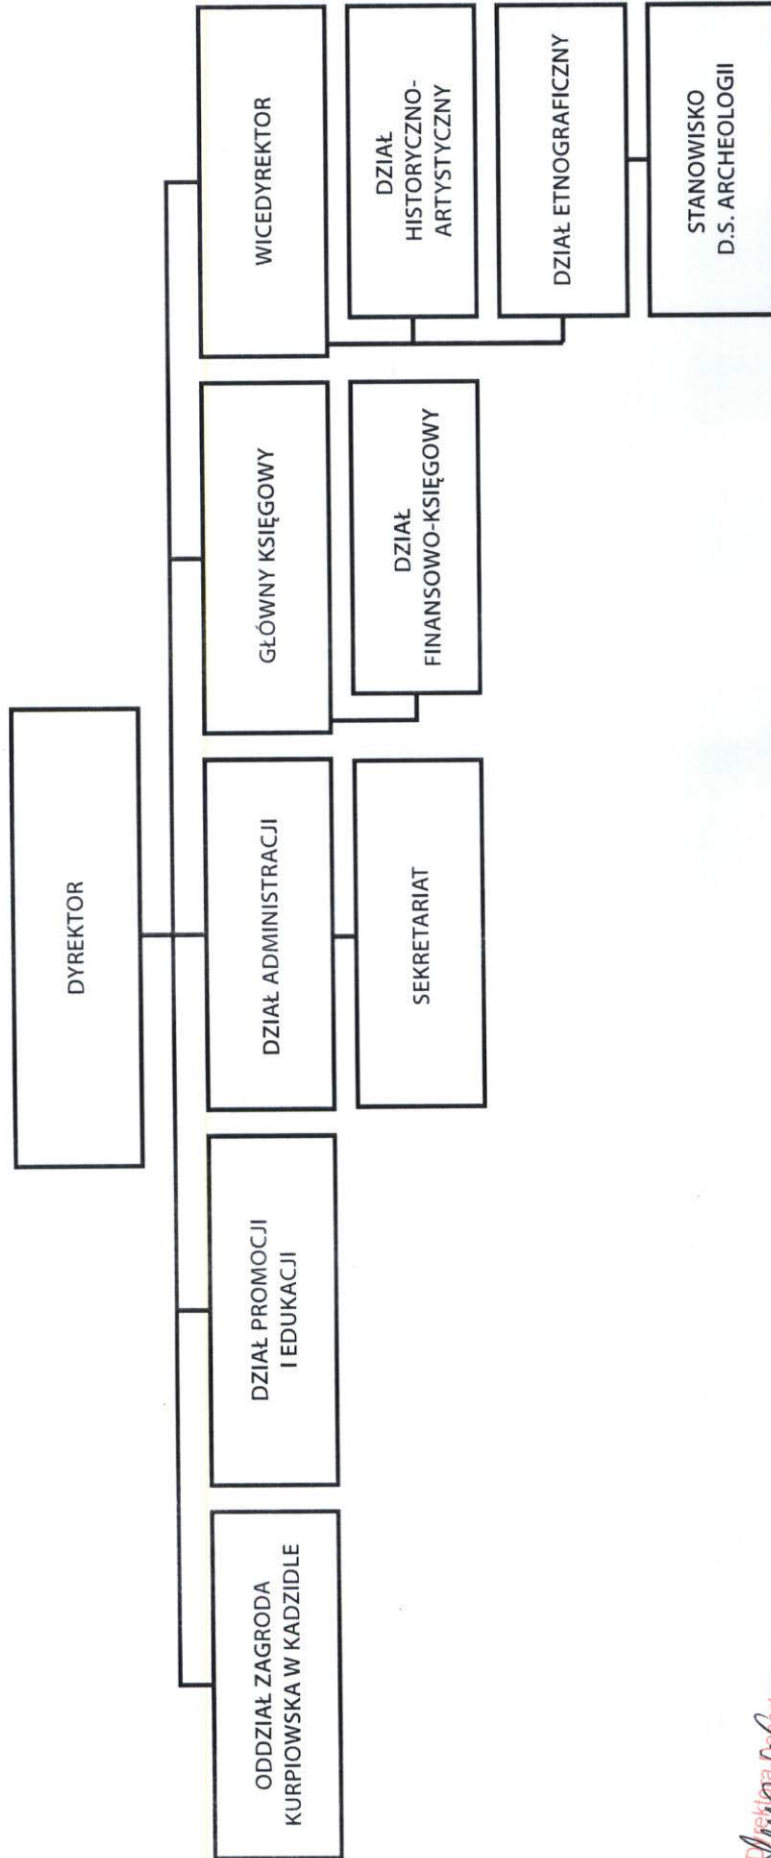 DYREKTOR
ODDZIAŁ ZAGRODA
KURPIOWSKA W KADZIDLE
DZIAŁ PROMOCJI
I EDUKACJI
DZIAŁ ADMINISTRACJI
SEKRETARIAT
GŁÓWNY KSIĘGOWY
DZIAŁ
FINANSOWO-KSIĘGOWY
WICEDYREKTOR
DZIAŁ
HISTORYCZNO-
ARTYSTYCZNY
DZIAŁ ETNOGRAFICZNY
STANOWISKO
D.S. ARCHEOLOGII